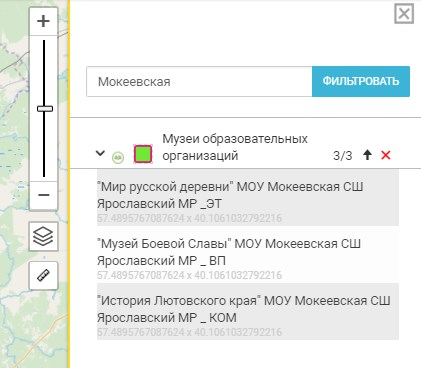 Мокеевская
ФИЛЬТРОВАТЬ
Музеи образовательных
организаций
3/3
"Мир русской деревни" МОУ Мокеевская СШ
Ярославский МР _ЭТ
57.4895767087624 x 40.1061032792216
"Музей Боевой Славы" МОУ Мокеевская СШ
Ярославский МР _ ВП
57.4895767087624 x 40.1061032792216
"История Лютовского края" МОУ Мокеевская СШ
Ярославский МР _ КОМ
57.4895767087624 x 40.1061032792216